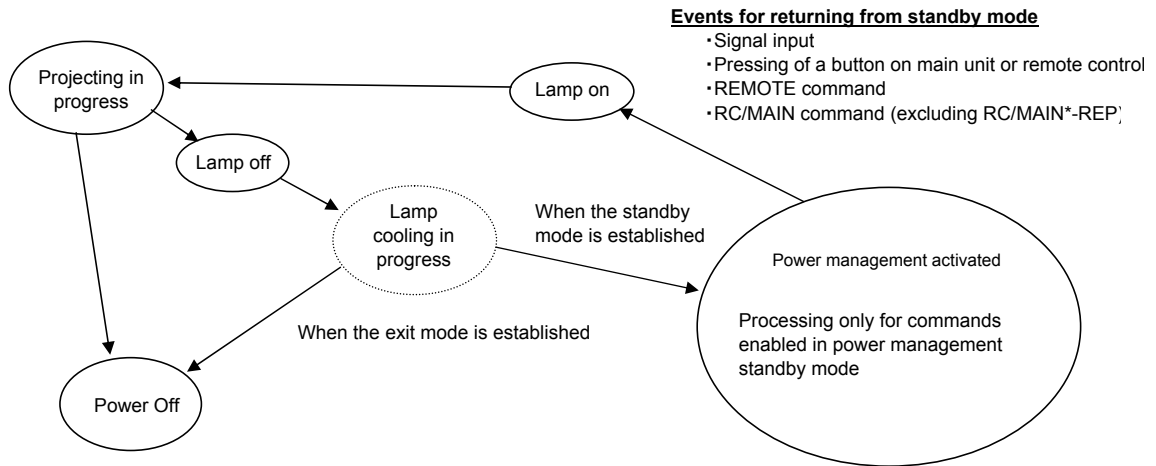 Events for returning from standby mode
・Signal input
・Pressing of a button on main unit or remote control
・REMOTE command
・RC/MAIN command (excluding RC/MAIN*-REP)
Projecting in
progress
Lamp on
Lamp off
Lamp
cooling in
progress
When the standby
mode is established
Power management activated
Processing only for commands
enabled in power management
standby mode
When the exit mode is established
Power Off